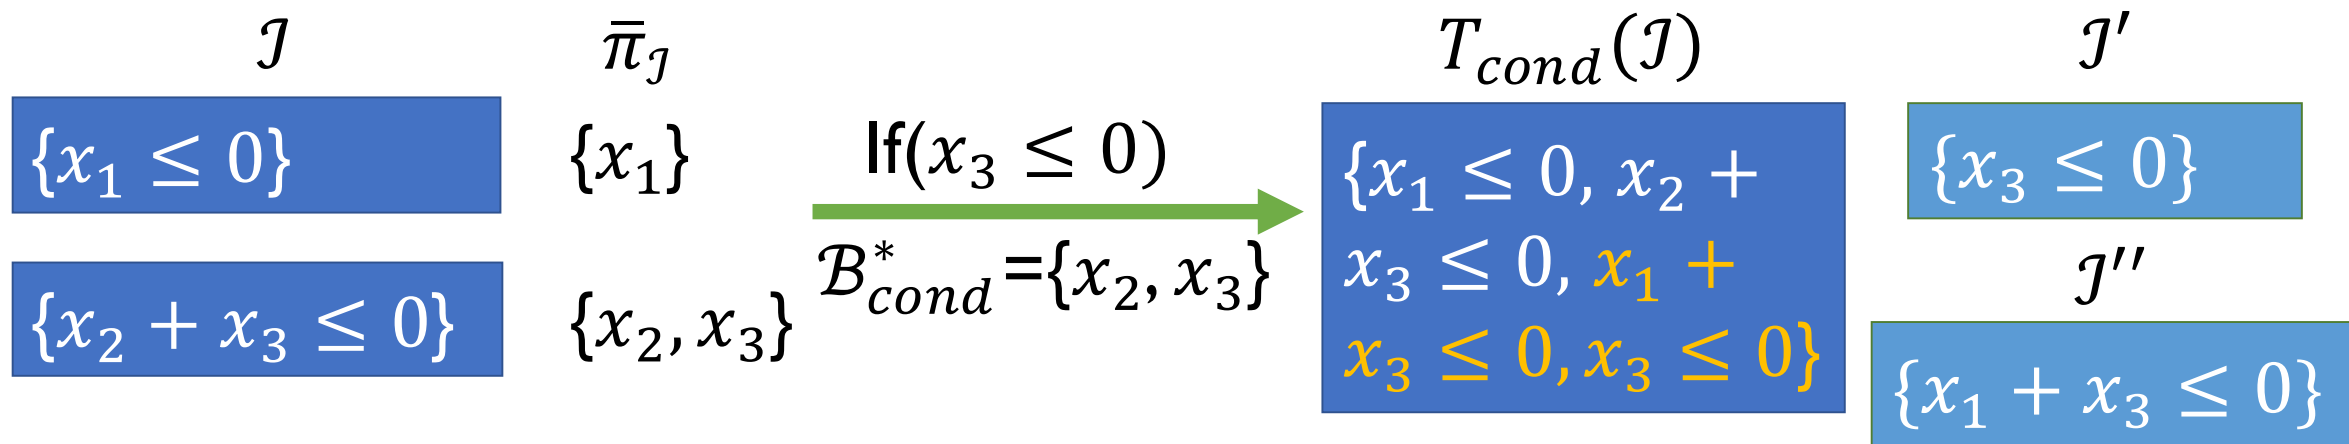 𝓘 π̄_𝓘 T_cond(𝓘) 𝓘′
{x₁ ≤ 0} {x₁} If(x₃ ≤ 0) {x₁ ≤ 0, x₂ + {x₃ ≤ 0}
x₃ ≤ 0, x₁ + 𝓘″
{x₂ + x₃ ≤ 0} {x₂, x₃} 𝓑*_cond={x₂, x₃} x₃ ≤ 0, x₃ ≤ 0} {x₁ + x₃ ≤ 0}